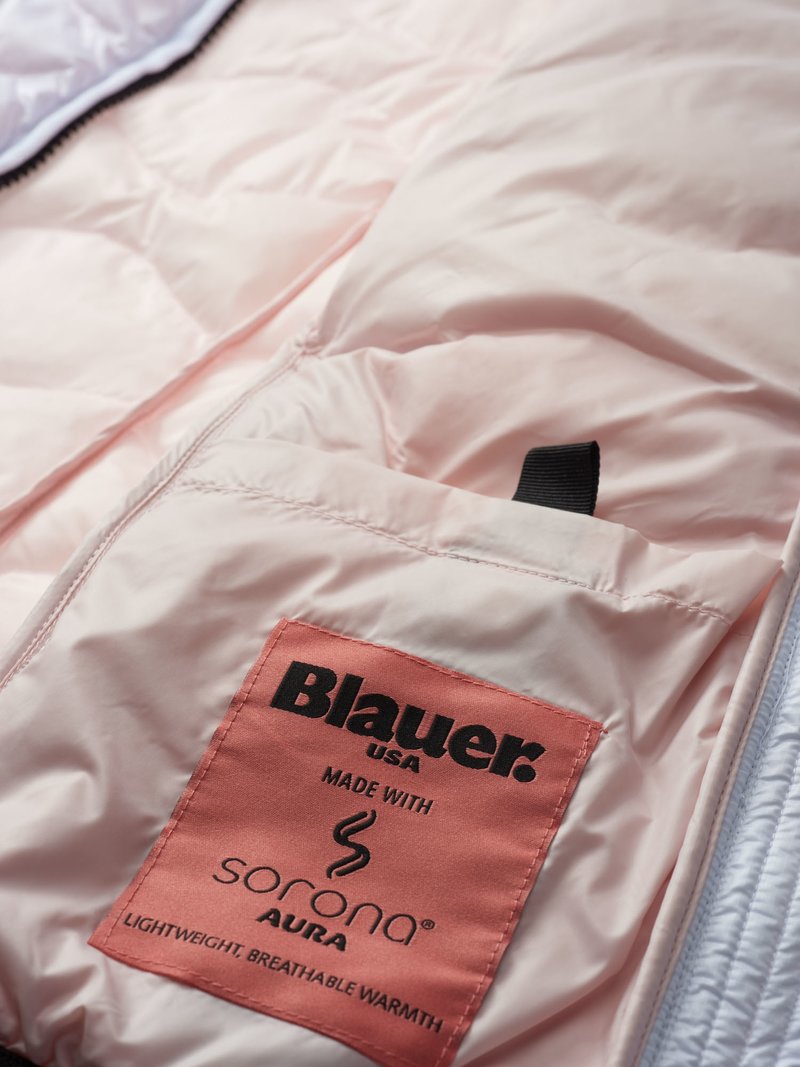 Blauer.
USA
MADE WITH
sorona®
AURA
LIGHTWEIGHT, BREATHABLE WARMTH